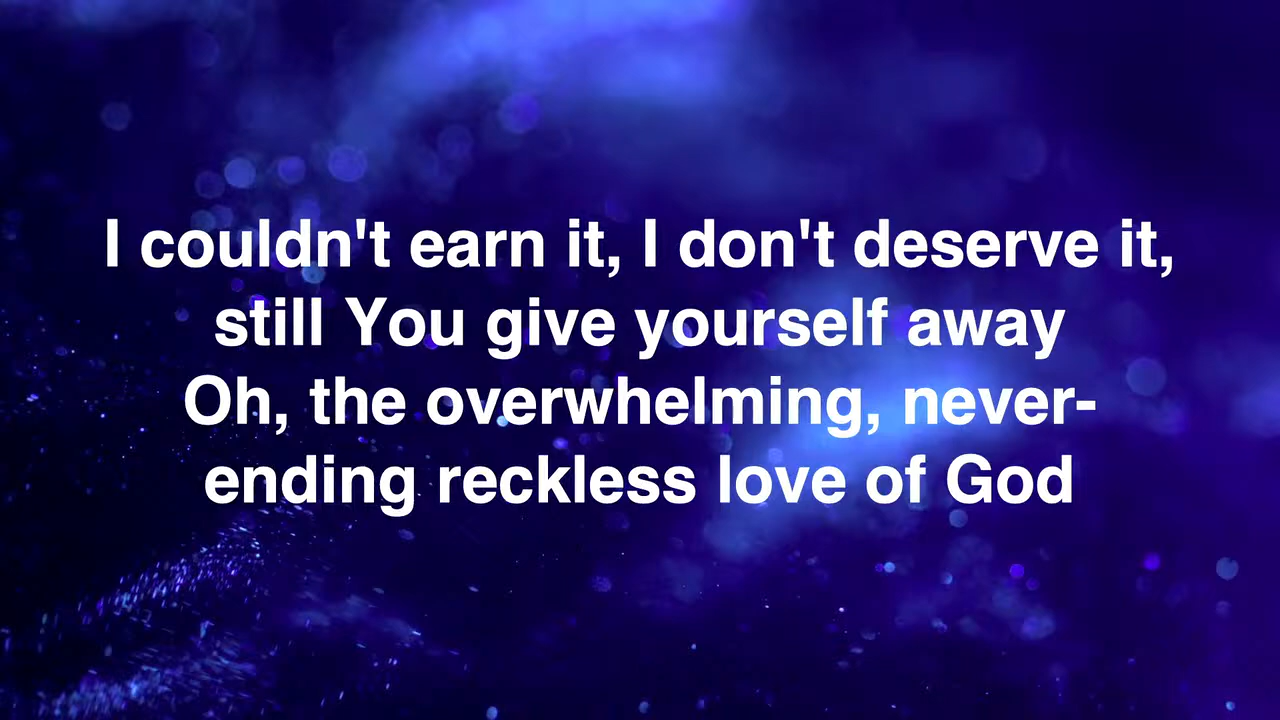 I couldn't earn it, I don't deserve it,
still You give yourself away
Oh, the overwhelming, never-
ending reckless love of God